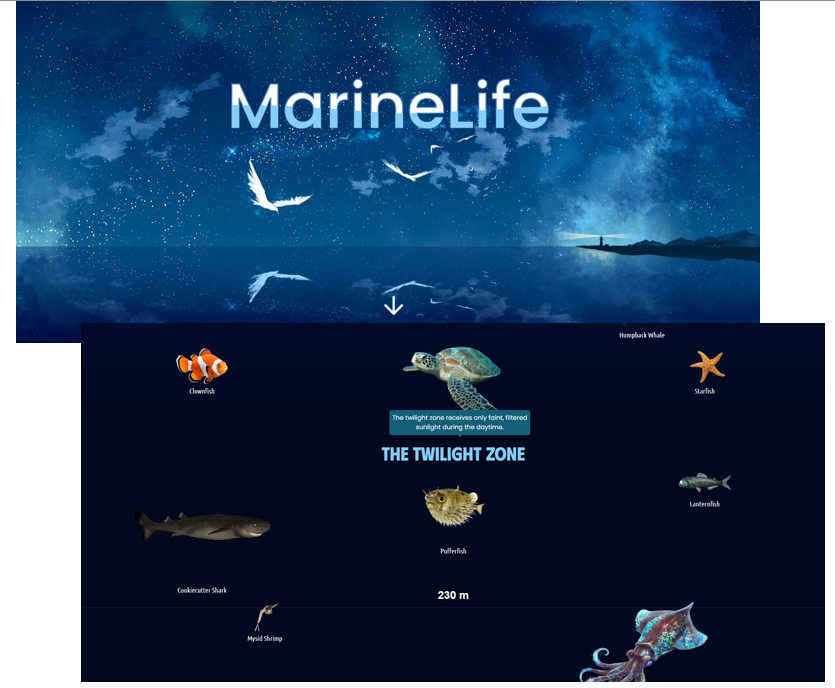 MarineLife
Humpback Whale
Clownfish
Starfish
The twilight zone receives only faint, filtered
sunlight during the daytime.
THE TWILIGHT ZONE
Lanternfish
Pufferfish
Cookiecutter Shark
230 m
Mysid Shrimp